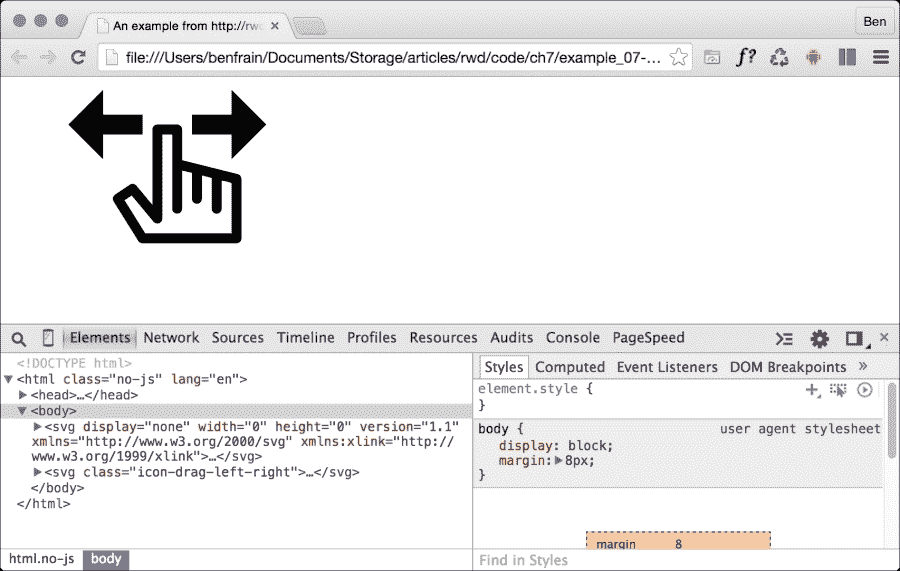 An example from http://rw
Ben
file:///Users/benfrain/Documents/Storage/articles/rwd/code/ch7/example_07-...
f?
Elements Network Sources Timeline Profiles Resources Audits Console PageSpeed
<!DOCTYPE html>
<html class="no-js" lang="en">
<head>…</head>
<body>
<svg display="none" width="0" height="0" version="1.1"
xmlns="http://www.w3.org/2000/svg" xmlns:xlink="http://
www.w3.org/1999/xlink">…</svg>
<svg class="icon-drag-left-right">…</svg>
</body>
</html>
html.no-js body
Styles Computed Event Listeners DOM Breakpoints »
element.style {
}
body { user agent stylesheet
display: block;
margin: 8px;
}
margin 8
Find in Styles